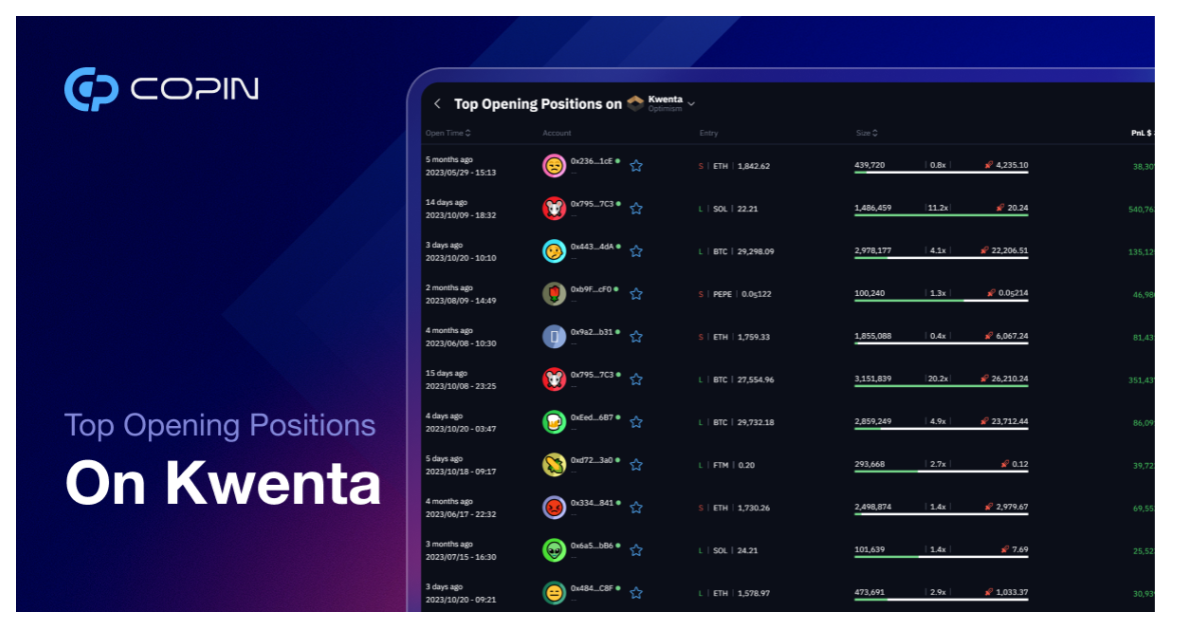 COPIN
Top Opening Positions
On Kwenta
Top Opening Positions on Kwenta
Optimism
Open Time Account Entry Size PnL $
5 months ago
2023/05/29 - 15:13
0x236...1cE
S | ETH | 1,842.62
439,720 | 0.8x | 4,235.10
38,30
14 days ago
2023/10/09 - 18:32
0x795...7C3
L | SOL | 22.21
1,486,459 | 11.2x | 20.24
540,76
3 days ago
2023/10/20 - 10:10
0x443...4dA
L | BTC | 29,298.09
2,978,177 | 4.1x | 22,206.51
135,12
2 months ago
2023/08/09 - 14:49
0xb9F...cF0
S | PEPE | 0.0₅122
100,240 | 1.3x | 0.0₅214
46,98
4 months ago
2023/06/08 - 10:30
0x9a2...b31
S | ETH | 1,759.33
1,855,088 | 0.4x | 6,067.24
81,43
15 days ago
2023/10/08 - 23:25
0x795...7C3
L | BTC | 27,554.96
3,151,839 | 20.2x | 26,210.24
351,43
4 days ago
2023/10/20 - 03:47
0xEed...6B7
L | BTC | 29,732.18
2,859,249 | 4.9x | 23,712.44
86,09
5 days ago
2023/10/18 - 09:17
0xd72...3a0
L | FTM | 0.20
293,668 | 2.7x | 0.12
39,72
4 months ago
2023/06/17 - 22:32
0x334...841
S | ETH | 1,730.26
2,498,874 | 1.4x | 2,979.67
69,55
3 months ago
2023/07/15 - 16:30
0x6a5...bB6
L | SOL | 24.21
101,639 | 1.4x | 7.69
25,52
3 days ago
2023/10/20 - 09:21
0x484...C8F
L | ETH | 1,578.97
473,691 | 2.9x | 1,033.37
30,93